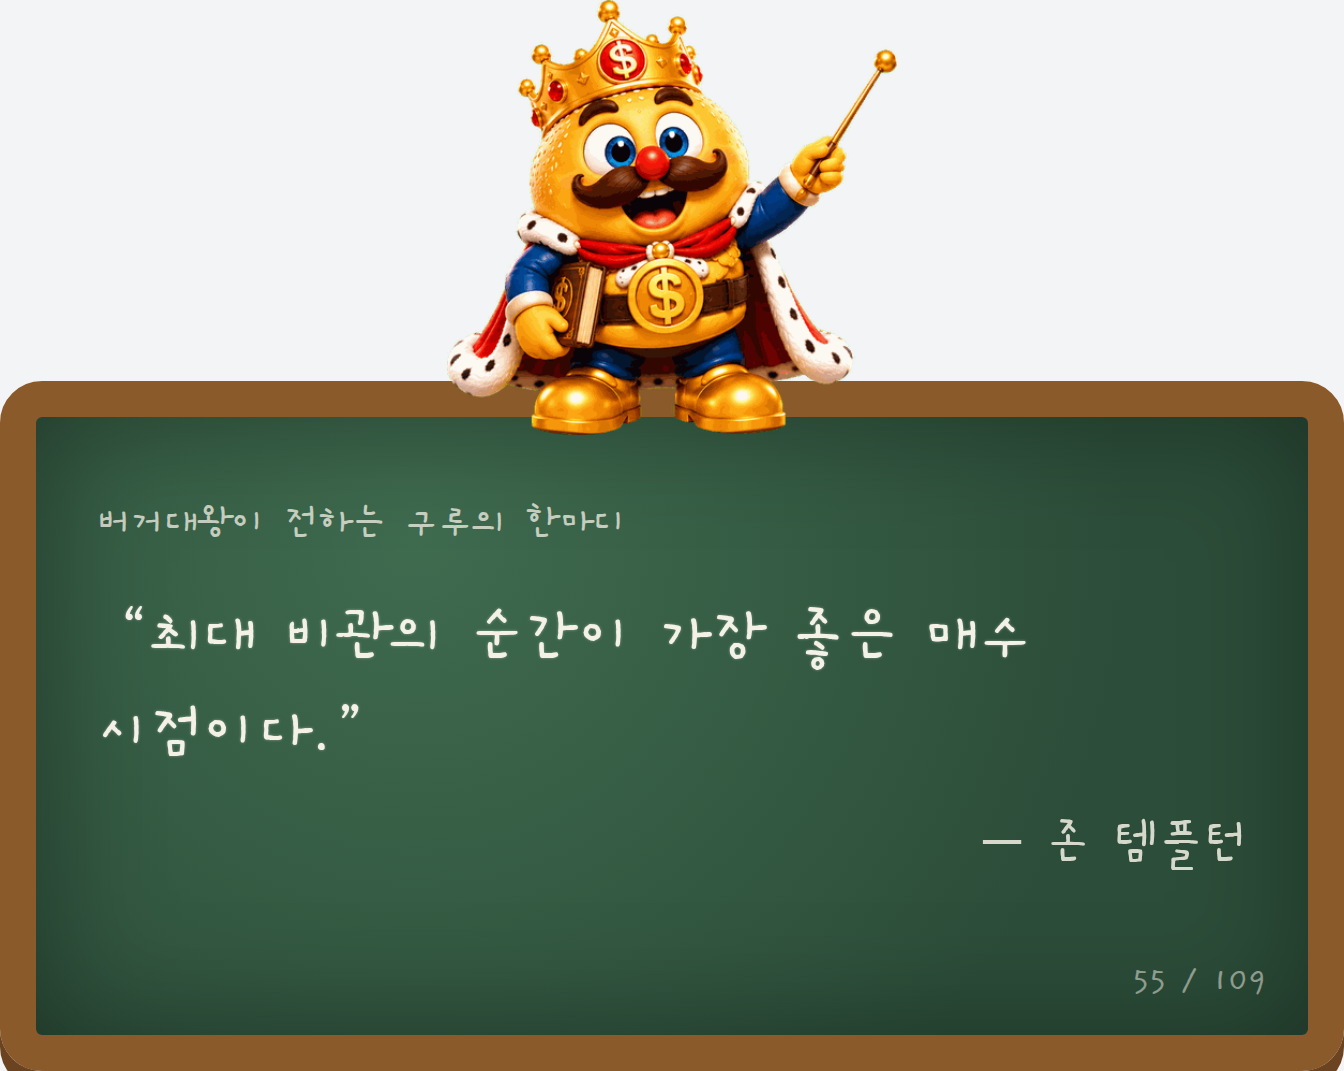 $
$
$
버거대왕이 전하는 구루의 한마디
“최대 비관의 순간이 가장 좋은 매수
시점이다.”
— 존 템플턴
55 / 109